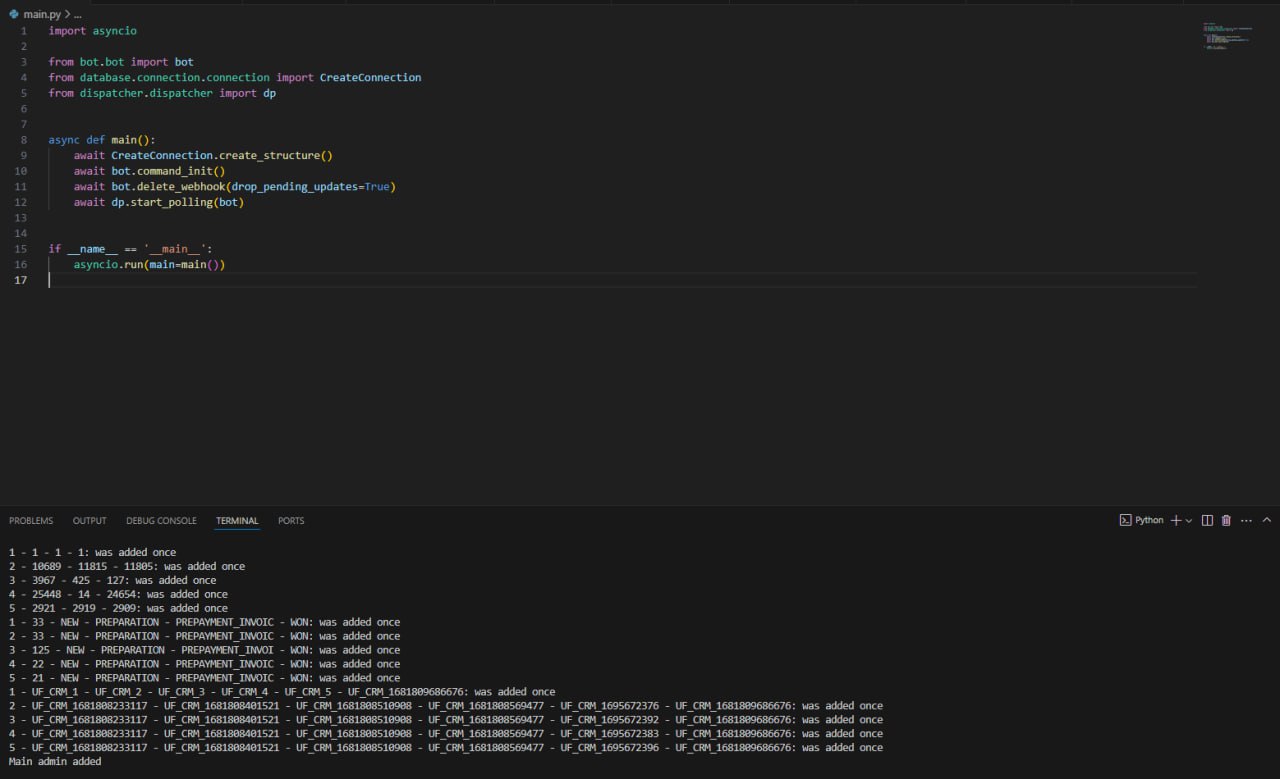 main.py > ...
1 import asyncio
2
3 from bot.bot import bot
4 from database.connection.connection import CreateConnection
5 from dispatcher.dispatcher import dp
6
7
8 async def main():
9 await CreateConnection.create_structure()
10 await bot.command_init()
11 await bot.delete_webhook(drop_pending_updates=True)
12 await dp.start_polling(bot)
13
14
15 if __name__ == '__main__':
16 asyncio.run(main=main())
17
PROBLEMS OUTPUT DEBUG CONSOLE TERMINAL PORTS Python
1 - 1 - 1 - 1: was added once
2 - 10689 - 11815 - 11805: was added once
3 - 3967 - 425 - 127: was added once
4 - 25448 - 14 - 24654: was added once
5 - 2921 - 2919 - 2909: was added once
1 - 33 - NEW - PREPARATION - PREPAYMENT_INVOIC - WON: was added once
2 - 33 - NEW - PREPARATION - PREPAYMENT_INVOIC - WON: was added once
3 - 125 - NEW - PREPARATION - PREPAYMENT_INVOI - WON: was added once
4 - 22 - NEW - PREPARATION - PREPAYMENT_INVOIC - WON: was added once
5 - 21 - NEW - PREPARATION - PREPAYMENT_INVOIC - WON: was added once
1 - UF_CRM_1 - UF_CRM_2 - UF_CRM_3 - UF_CRM_4 - UF_CRM_5 - UF_CRM_1681809686676: was added once
2 - UF_CRM_1681808233117 - UF_CRM_1681808401521 - UF_CRM_1681808510908 - UF_CRM_1681808569477 - UF_CRM_1695672376 - UF_CRM_1681809686676: was added once
3 - UF_CRM_1681808233117 - UF_CRM_1681808401521 - UF_CRM_1681808510908 - UF_CRM_1681808569477 - UF_CRM_1695672392 - UF_CRM_1681809686676: was added once
4 - UF_CRM_1681808233117 - UF_CRM_1681808401521 - UF_CRM_1681808510908 - UF_CRM_1681808569477 - UF_CRM_1695672383 - UF_CRM_1681809686676: was added once
5 - UF_CRM_1681808233117 - UF_CRM_1681808401521 - UF_CRM_1681808510908 - UF_CRM_1681808569477 - UF_CRM_1695672396 - UF_CRM_1681809686676: was added once
Main admin added